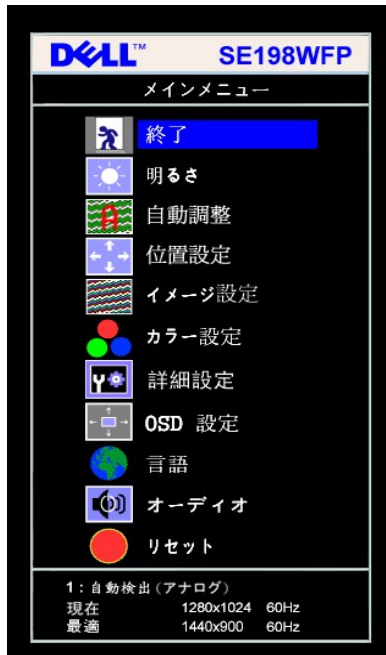 DELL™ SE198WFP
メインメニュー
終了
明るさ
自動調整
位置設定
イメージ設定
カラー設定
詳細設定
OSD 設定
言語
オーディオ
リセット
1：自動検出(アナログ)
現在 1280x1024 60Hz
最適 1440x900 60Hz